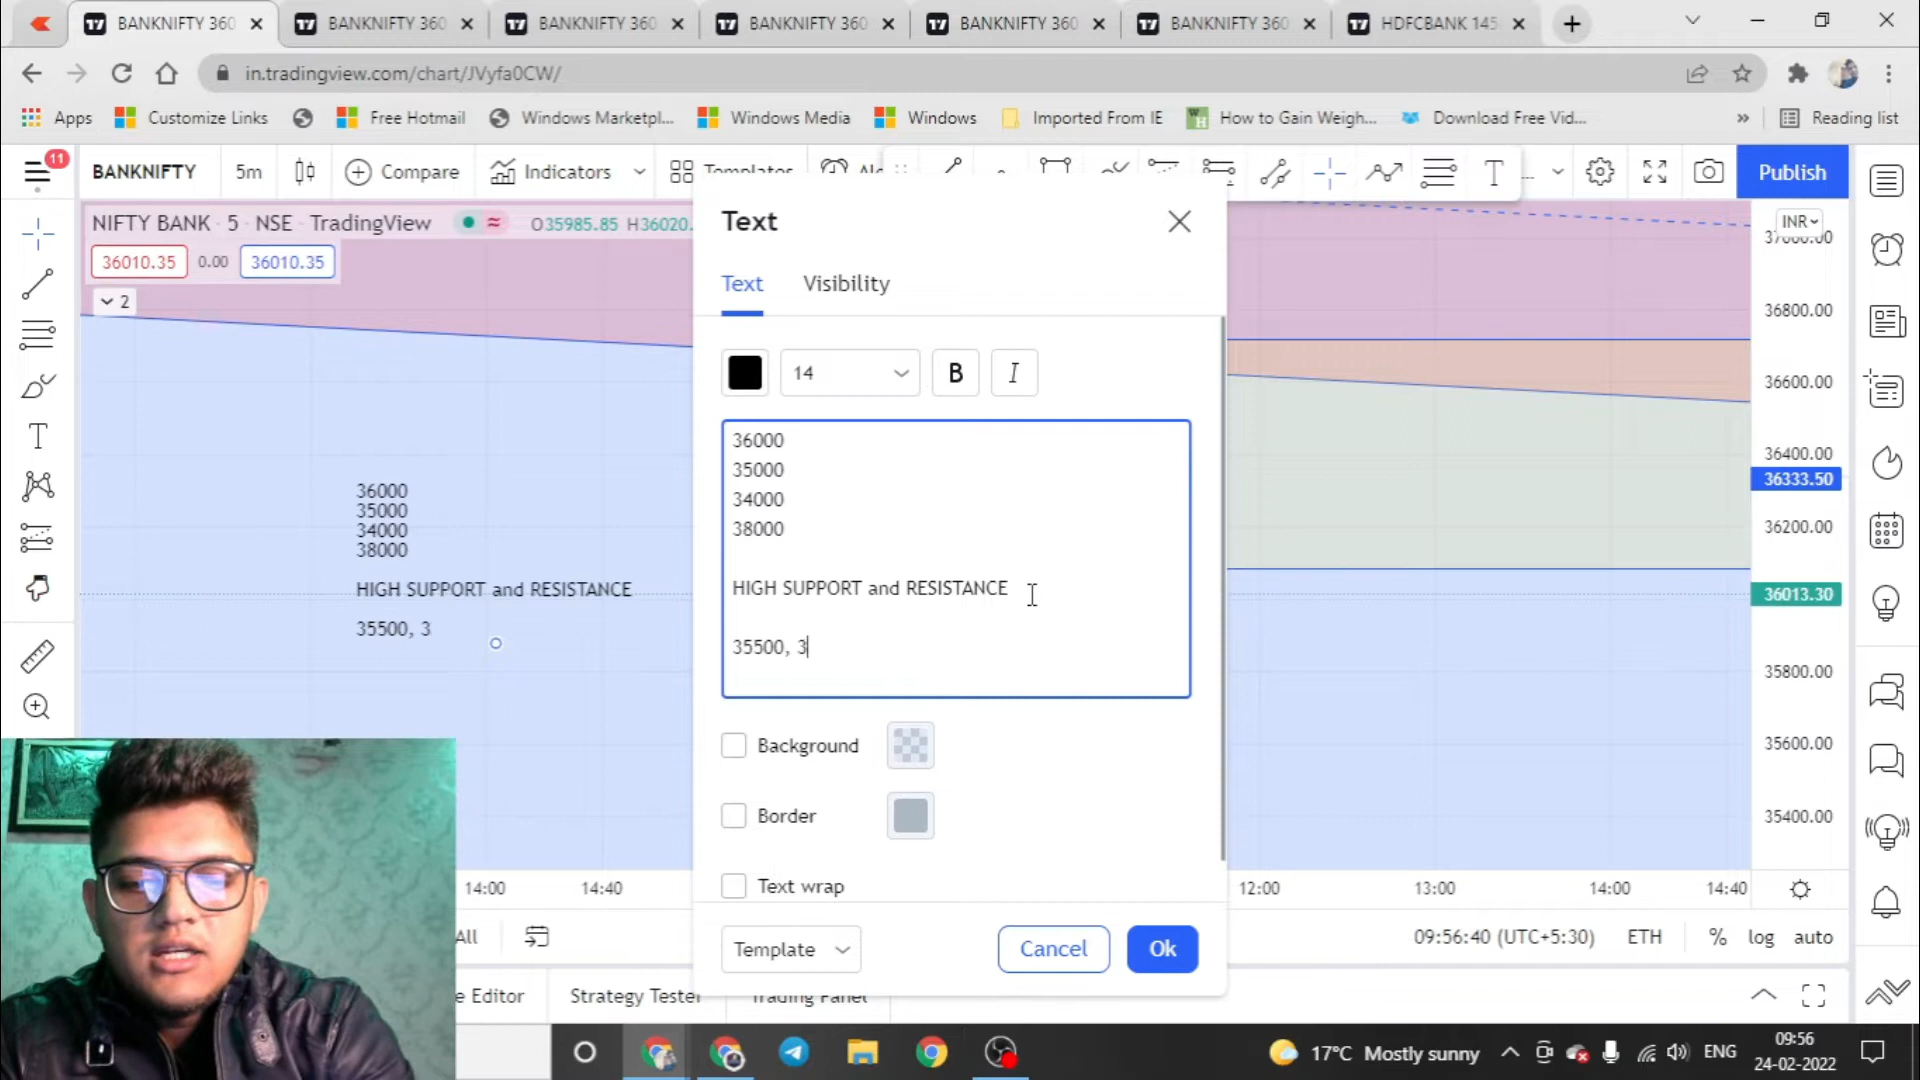 BANKNIFTY 360
BANKNIFTY 360
BANKNIFTY 360
BANKNIFTY 360
BANKNIFTY 360
BANKNIFTY 360
HDFCBANK 145
in.tradingview.com/chart/JVyfa0CW/
Apps
Customize Links
Free Hotmail
Windows Marketpl...
Windows Media
Windows
Imported From IE
How to Gain Weigh...
Download Free Vid...
»
Reading list
11
BANKNIFTY
5m
Compare
Indicators
Templates
Publish
NIFTY BANK · 5 · NSE · TradingView
O35985.85 H36020.
36010.35
0.00
36010.35
2
INR
37000.00
36800.00
36600.00
36400.00
36333.50
36200.00
36013.30
35800.00
35600.00
35400.00
36000
35000
34000
38000
HIGH SUPPORT and RESISTANCE
35500, 3
Text
Text
Visibility
14
B
I
36000
35000
34000
38000
HIGH SUPPORT and RESISTANCE
35500, 3
Background
Border
Text wrap
Template
Cancel
Ok
14:00
14:40
12:00
13:00
14:00
14:40
All
09:56:40 (UTC+5:30)
ETH
%
log
auto
e Editor
Strategy Tester
Trading Panel
17°C Mostly sunny
ENG
09:56
24-02-2022